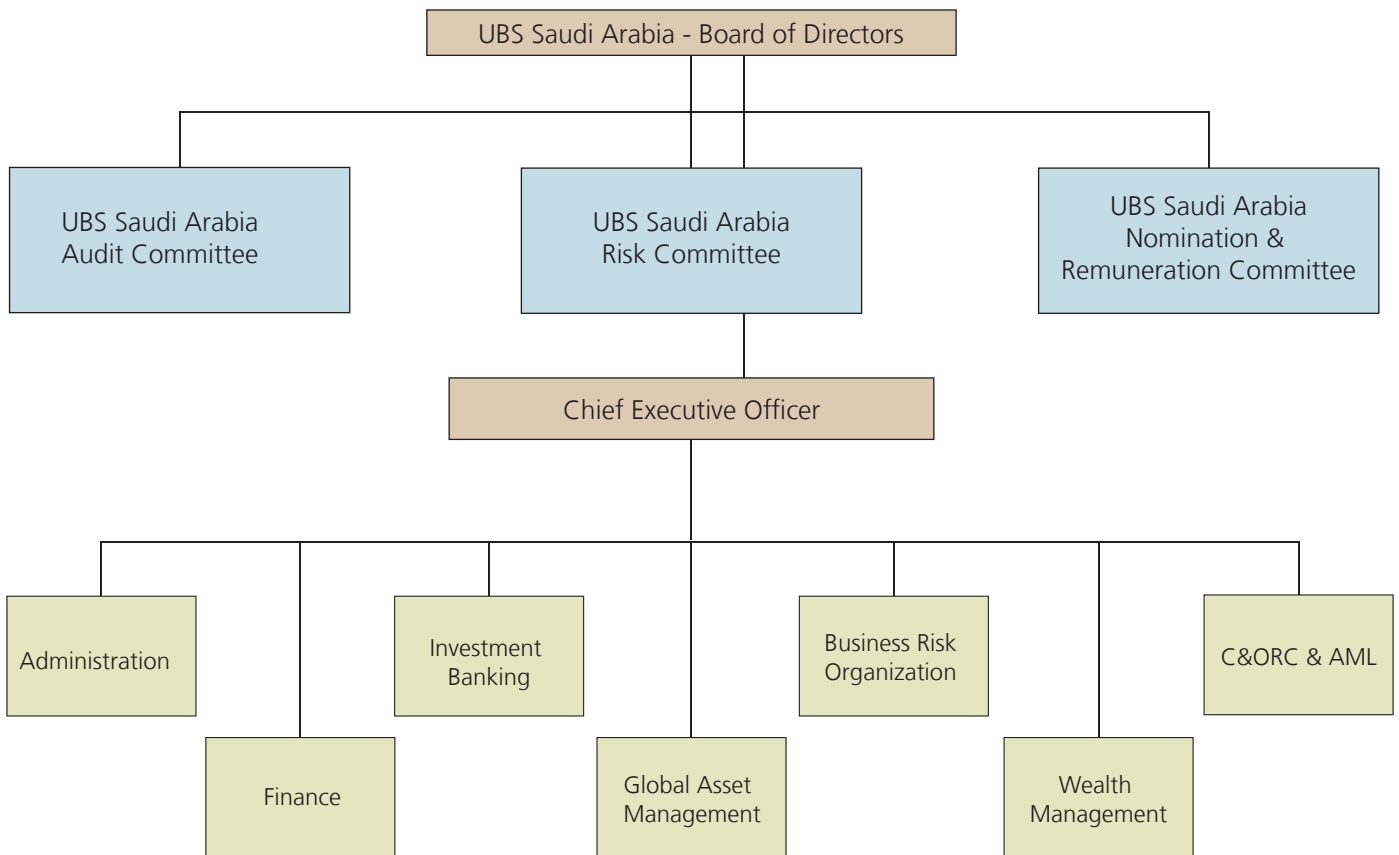 UBS Saudi Arabia - Board of Directors
UBS Saudi Arabia
Audit Committee
UBS Saudi Arabia
Risk Committee
UBS Saudi Arabia
Nomination &
Remuneration Committee
Chief Executive Officer
Administration
Investment
Banking
Business Risk
Organization
C&ORC & AML
Finance
Global Asset
Management
Wealth
Management